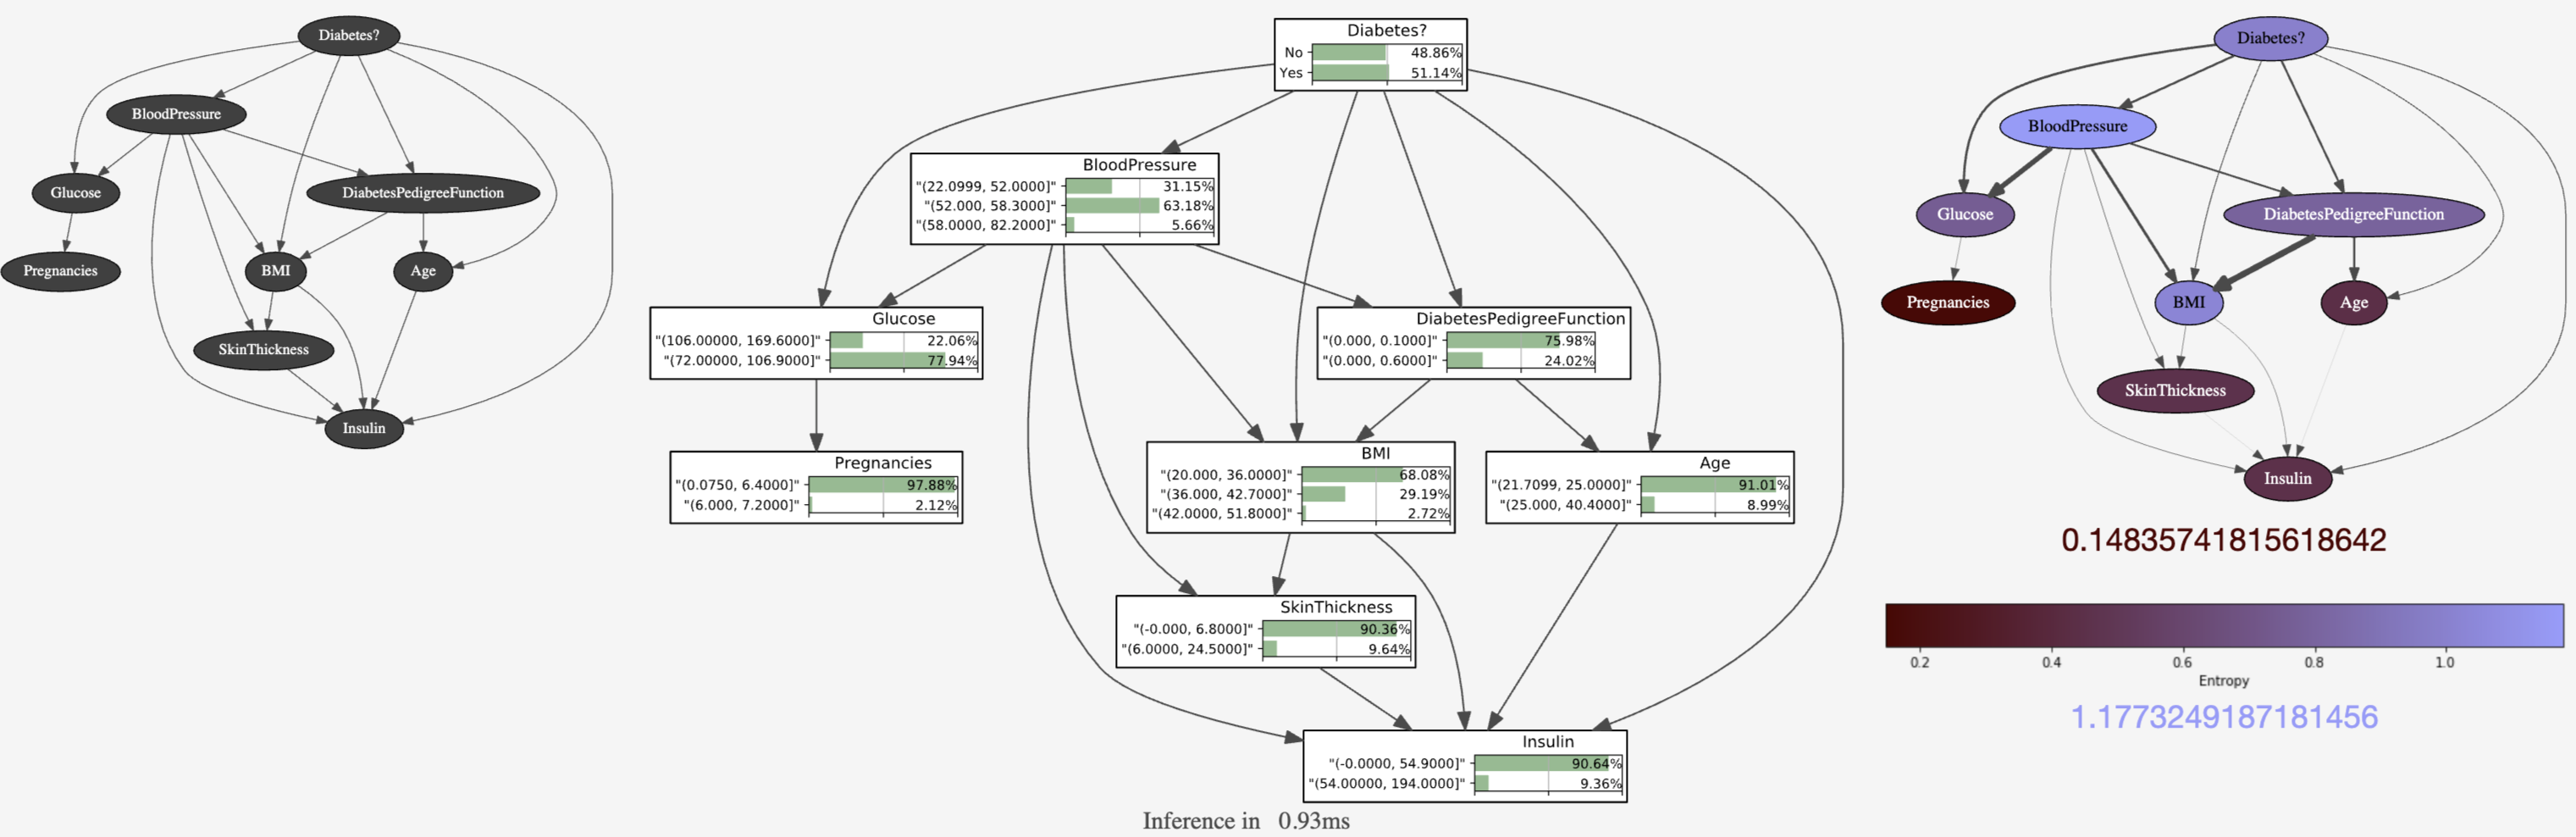 Diabetes?
BloodPressure
Glucose
DiabetesPedigreeFunction
Pregnancies
BMI
Age
SkinThickness
Insulin
Diabetes?
No 48.86%
Yes 51.14%
BloodPressure
"(22.0999, 52.0000]" 31.15%
"(52.000, 58.3000]" 63.18%
"(58.0000, 82.2000]" 5.66%
Glucose
"(106.00000, 169.6000]" 22.06%
"(72.00000, 106.9000]" 77.94%
DiabetesPedigreeFunction
"(0.000, 0.1000]" 75.98%
"(0.000, 0.6000]" 24.02%
Pregnancies
"(0.0750, 6.4000]" 97.88%
"(6.000, 7.2000]" 2.12%
BMI
"(20.000, 36.0000]" 68.08%
"(36.000, 42.7000]" 29.19%
"(42.0000, 51.8000]" 2.72%
Age
"(21.7099, 25.0000]" 91.01%
"(25.000, 40.4000]" 8.99%
SkinThickness
"(-0.000, 6.8000]" 90.36%
"(6.0000, 24.5000]" 9.64%
Insulin
"(-0.0000, 54.9000]" 90.64%
"(54.00000, 194.0000]" 9.36%
Inference in 0.93ms
Diabetes?
BloodPressure
Glucose
DiabetesPedigreeFunction
Pregnancies
BMI
Age
SkinThickness
Insulin
0.14835741815618642
0.2 0.4 0.6 0.8 1.0
Entropy
1.1773249187181456